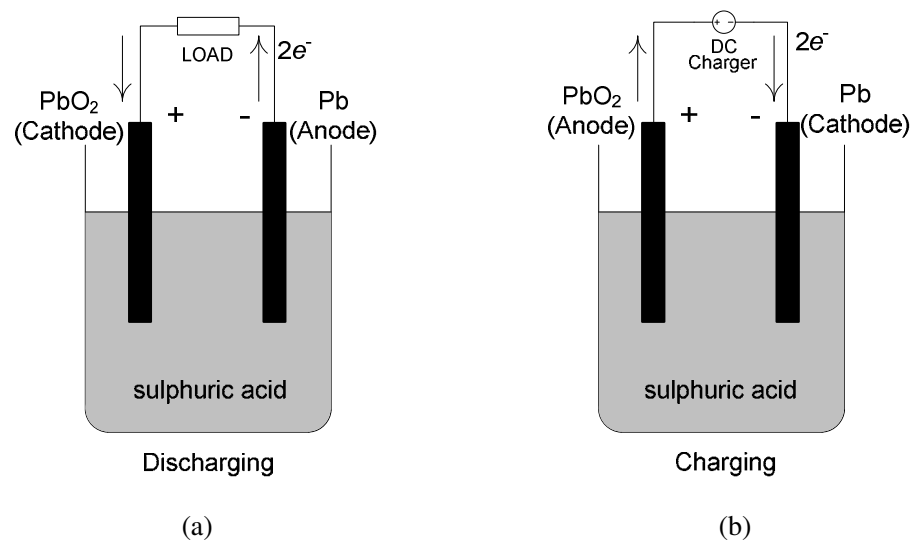 LOAD
2e-
PbO2
(Cathode)
+
-
Pb
(Anode)
sulphuric acid
Discharging
(a)
+ -
DC
Charger
2e-
PbO2
(Anode)
+
-
Pb
(Cathode)
sulphuric acid
Charging
(b)